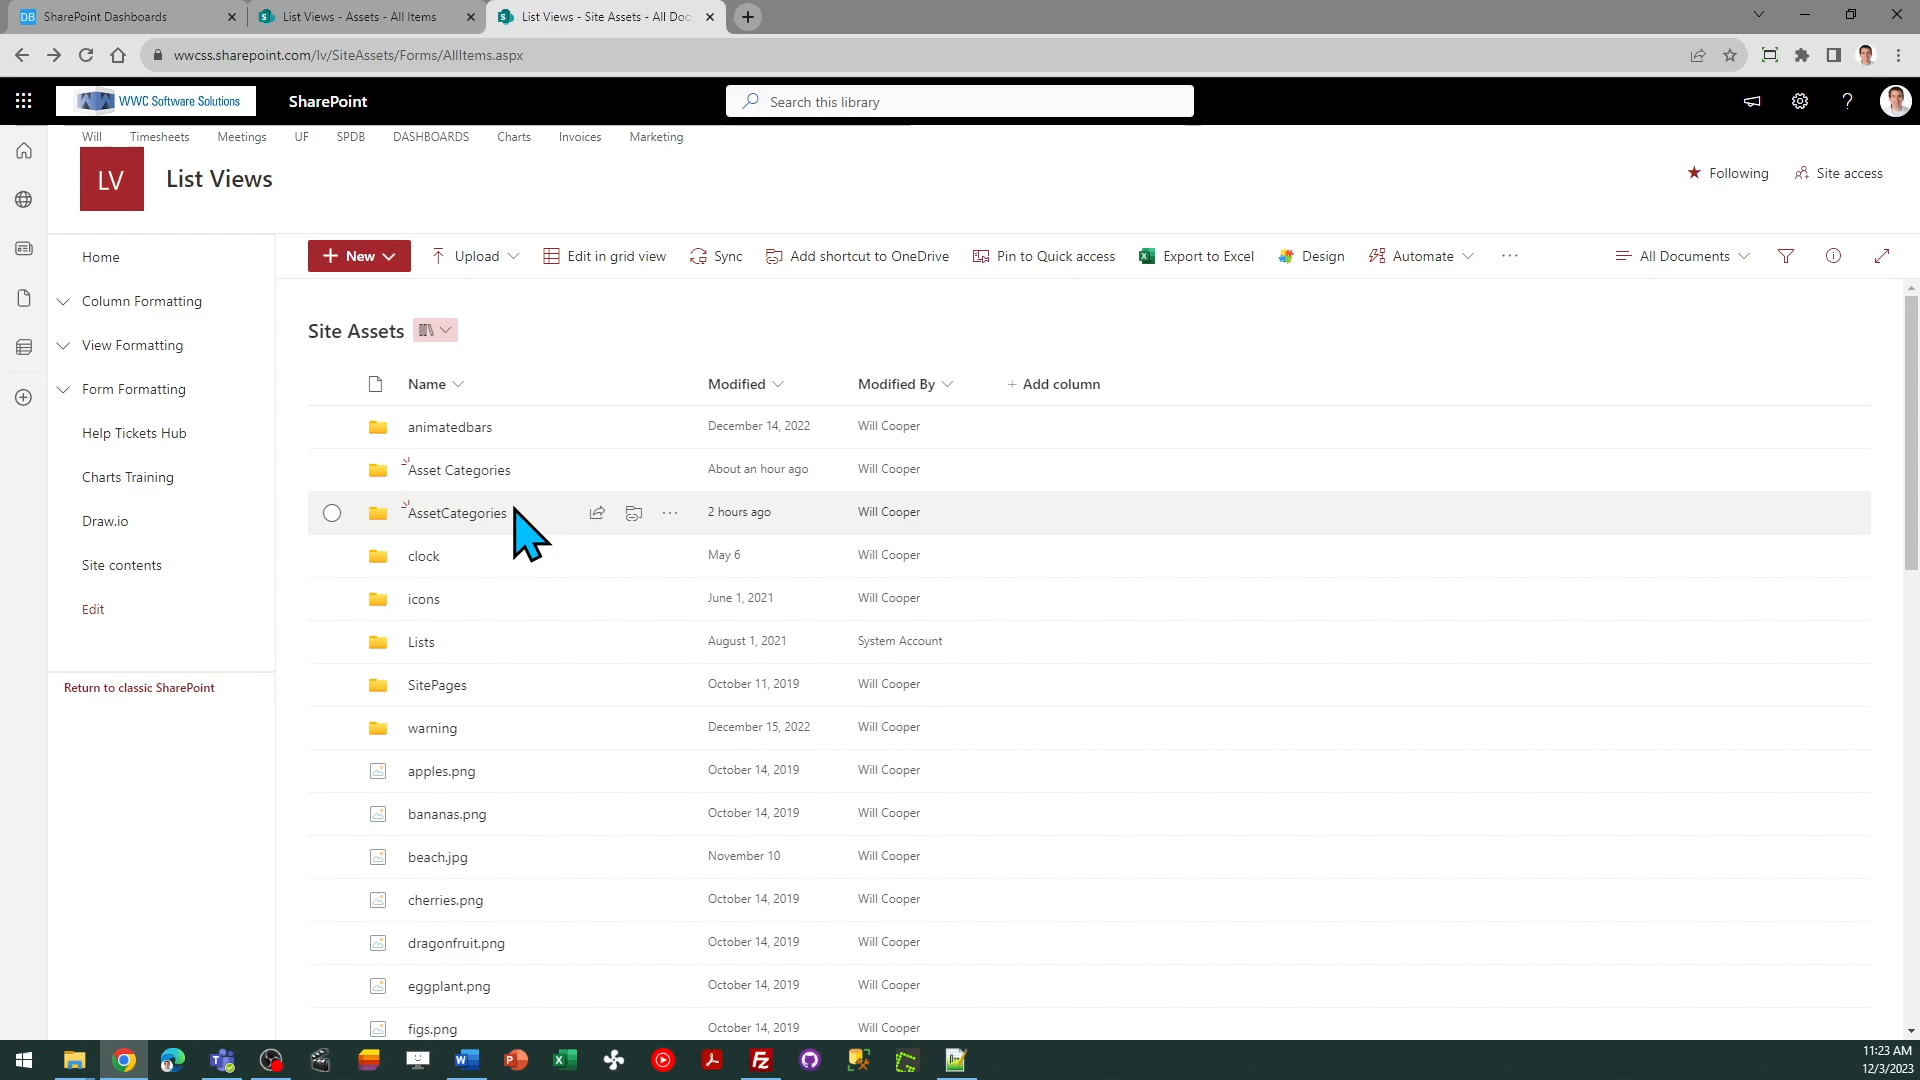 DB SharePoint Dashboards
S List Views - Assets - All Items
S List Views - Site Assets - All Doc
wwcss.sharepoint.com/lv/SiteAssets/Forms/AllItems.aspx
WWC Software Solutions
SharePoint
Search this library
Will Timesheets Meetings UF SPDB DASHBOARDS Charts Invoices Marketing
LV
List Views
Following
Site access
Home
Column Formatting
View Formatting
Form Formatting
Help Tickets Hub
Charts Training
Draw.io
Site contents
Edit
Return to classic SharePoint
New Upload Edit in grid view Sync Add shortcut to OneDrive Pin to Quick access Export to Excel Design Automate ... All Documents
Site Assets
Name Modified Modified By + Add column
animatedbars December 14, 2022 Will Cooper
Asset Categories About an hour ago Will Cooper
AssetCategories ... 2 hours ago Will Cooper
clock May 6 Will Cooper
icons June 1, 2021 Will Cooper
Lists August 1, 2021 System Account
SitePages October 11, 2019 Will Cooper
warning December 15, 2022 Will Cooper
apples.png October 14, 2019 Will Cooper
bananas.png October 14, 2019 Will Cooper
beach.jpg November 10 Will Cooper
cherries.png October 14, 2019 Will Cooper
dragonfruit.png October 14, 2019 Will Cooper
eggplant.png October 14, 2019 Will Cooper
figs.png October 14, 2019 Will Cooper
11:23 AM
12/3/2023